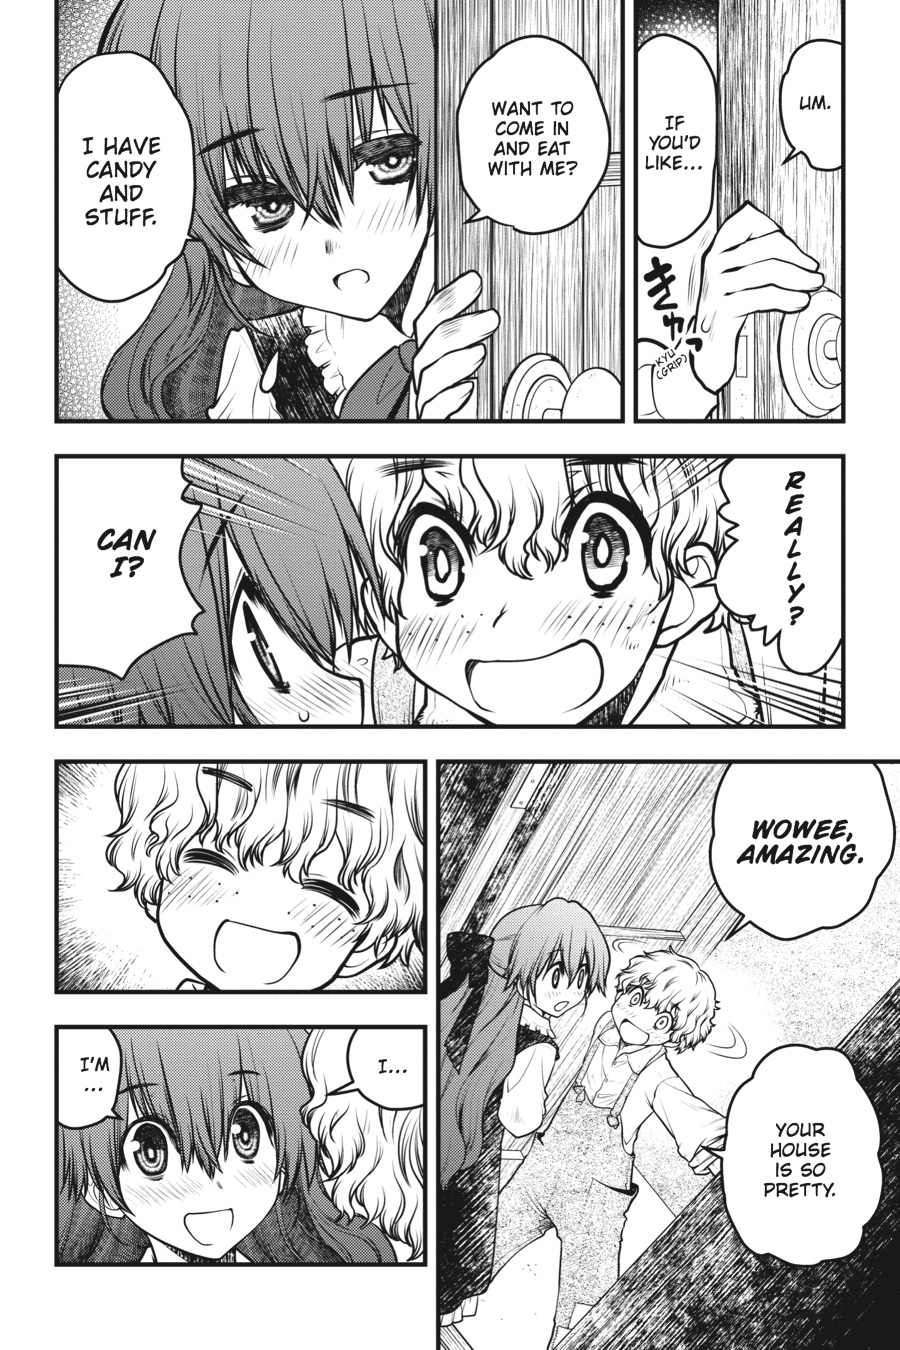 UM.
IF
YOU'D
LIKE...
きゅ
KYU
(GRIP)
WANT TO
COME IN
AND EAT
WITH ME?
I HAVE
CANDY
AND
STUFF.
REALLY?
CAN
I?
WOWEE,
AMAZING.
YOUR
HOUSE
IS SO
PRETTY.
I...
I'M
...